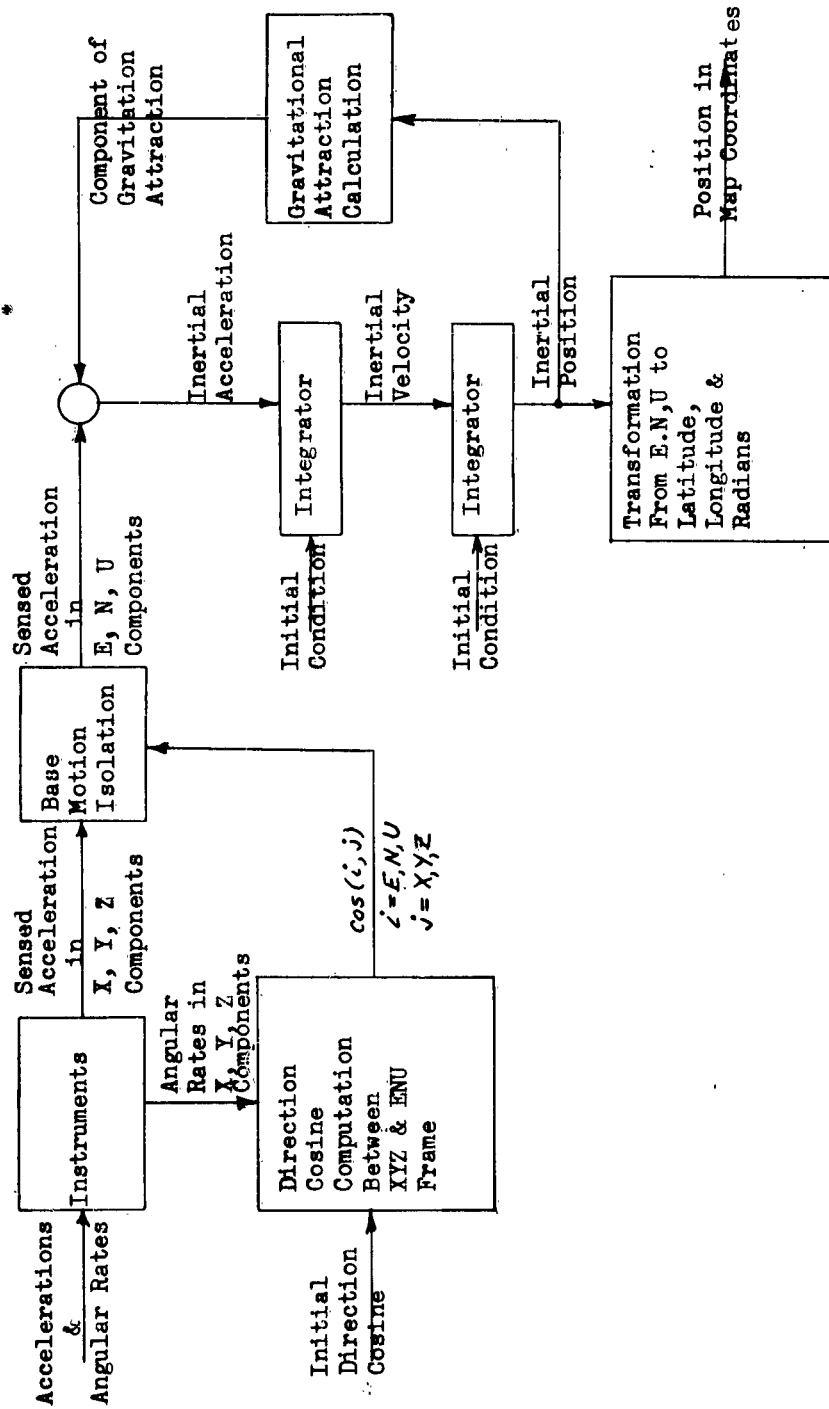 Accelerations
&
Angular Rates
Instruments
Sensed
Acceleration
in
X, Y, Z
Components
Base
Motion
Isolation
Sensed
Acceleration
in
E, N, U
Components
Component of
Gravitation
Attraction
*
Angular
Rates in
X, Y, Z
Components
Initial
Direction
Cosine
Direction
Cosine
Computation
Between
XYZ & ENU
Frame
cos(i,j)
i=E,N,U
j=X,Y,Z
Inertial
Acceleration
Gravitational
Attraction
Calculation
Initial
Condition
Integrator
Inertial
Velocity
Initial
Condition
Integrator
Inertial
Position
Transformation
From E.N,U to
Latitude,
Longitude &
Radians
Position in
Map Coordinates